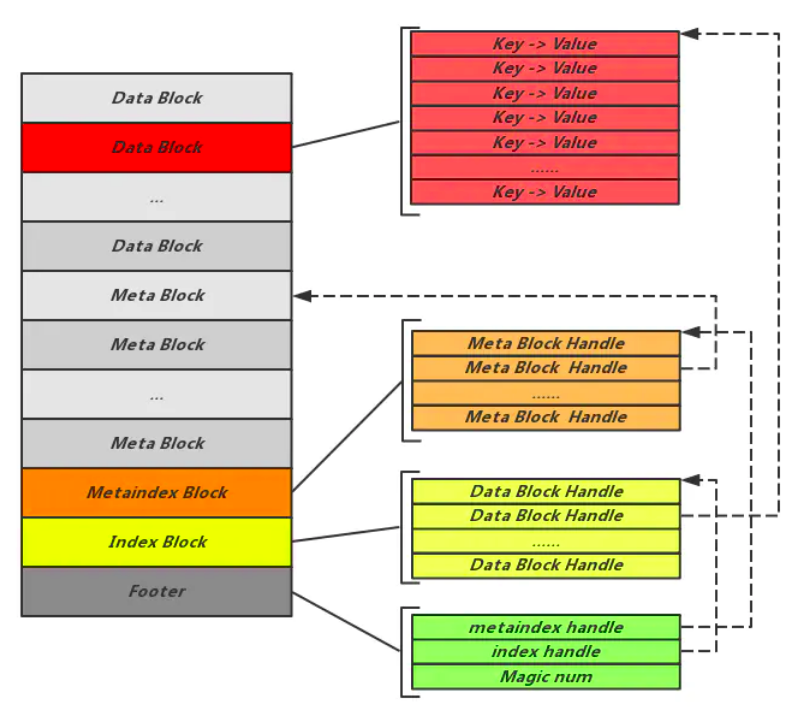 Data Block
Data Block
...
Data Block
Meta Block
Meta Block
...
Meta Block
Metaindex Block
Index Block
Footer
Key -> Value
Key -> Value
Key -> Value
Key -> Value
Key -> Value
......
Key -> Value
Meta Block Handle
Meta Block Handle
......
Meta Block Handle
Data Block Handle
Data Block Handle
......
Data Block Handle
metaindex handle
index handle
Magic num